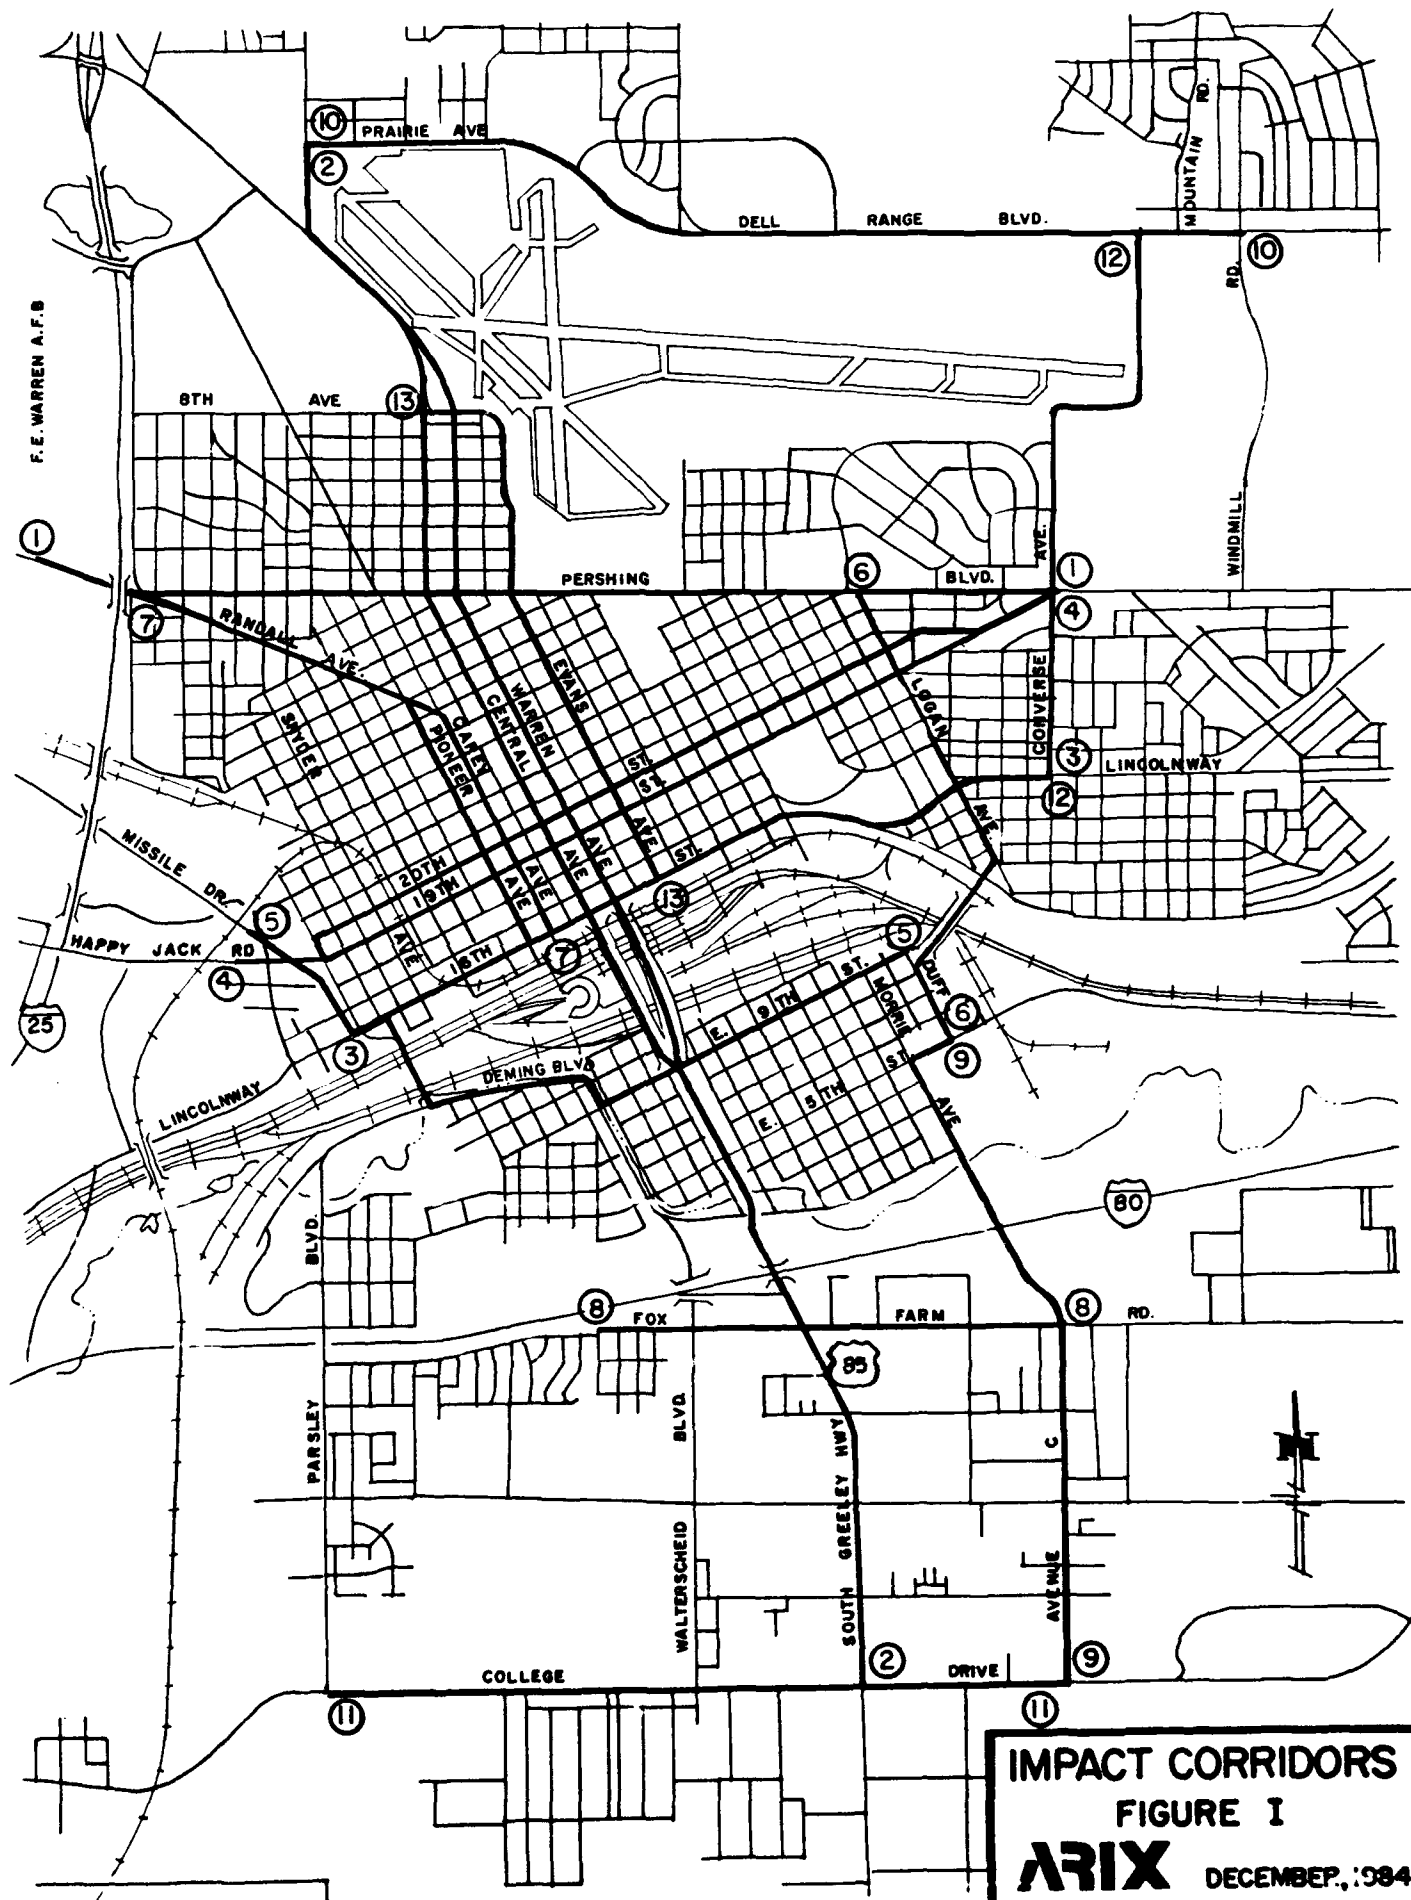 10
PRAIRIE AVE
2
MOUNTAIN RD.
DELL RANGE BLVD.
12
10
F.E. WARREN A.F.B
8TH AVE
13
WINDMILL RD.
1
PERSHING BLVD.
6
AVE.
1
7
RANDALL AVE.
4
SNYDER AVE
PIONEER AVE
CAREY AVE
CENTRAL AVE
WARREN AVE
EVANS AVE.
LOGAN AVE.
CONVERSE
3
LINCOLNWAY
12
MISSILE DR.
20TH ST.
19TH ST.
16TH ST.
5
13
HAPPY JACK RD
4
7
5
25
3
E. 9TH ST.
MORRIE AVE
DUFF
6
9
LINCOLNWAY
DEMING BLVD
E. 5TH ST
80
PARSLEY BLVD.
8
FOX FARM RD.
8
85
WALTERSCHEID BLVD.
SOUTH GREELEY HWY
AVENUE C
N
COLLEGE DRIVE
2
9
11
11
IMPACT CORRIDORS
FIGURE I
ARIX DECEMBER, 1984